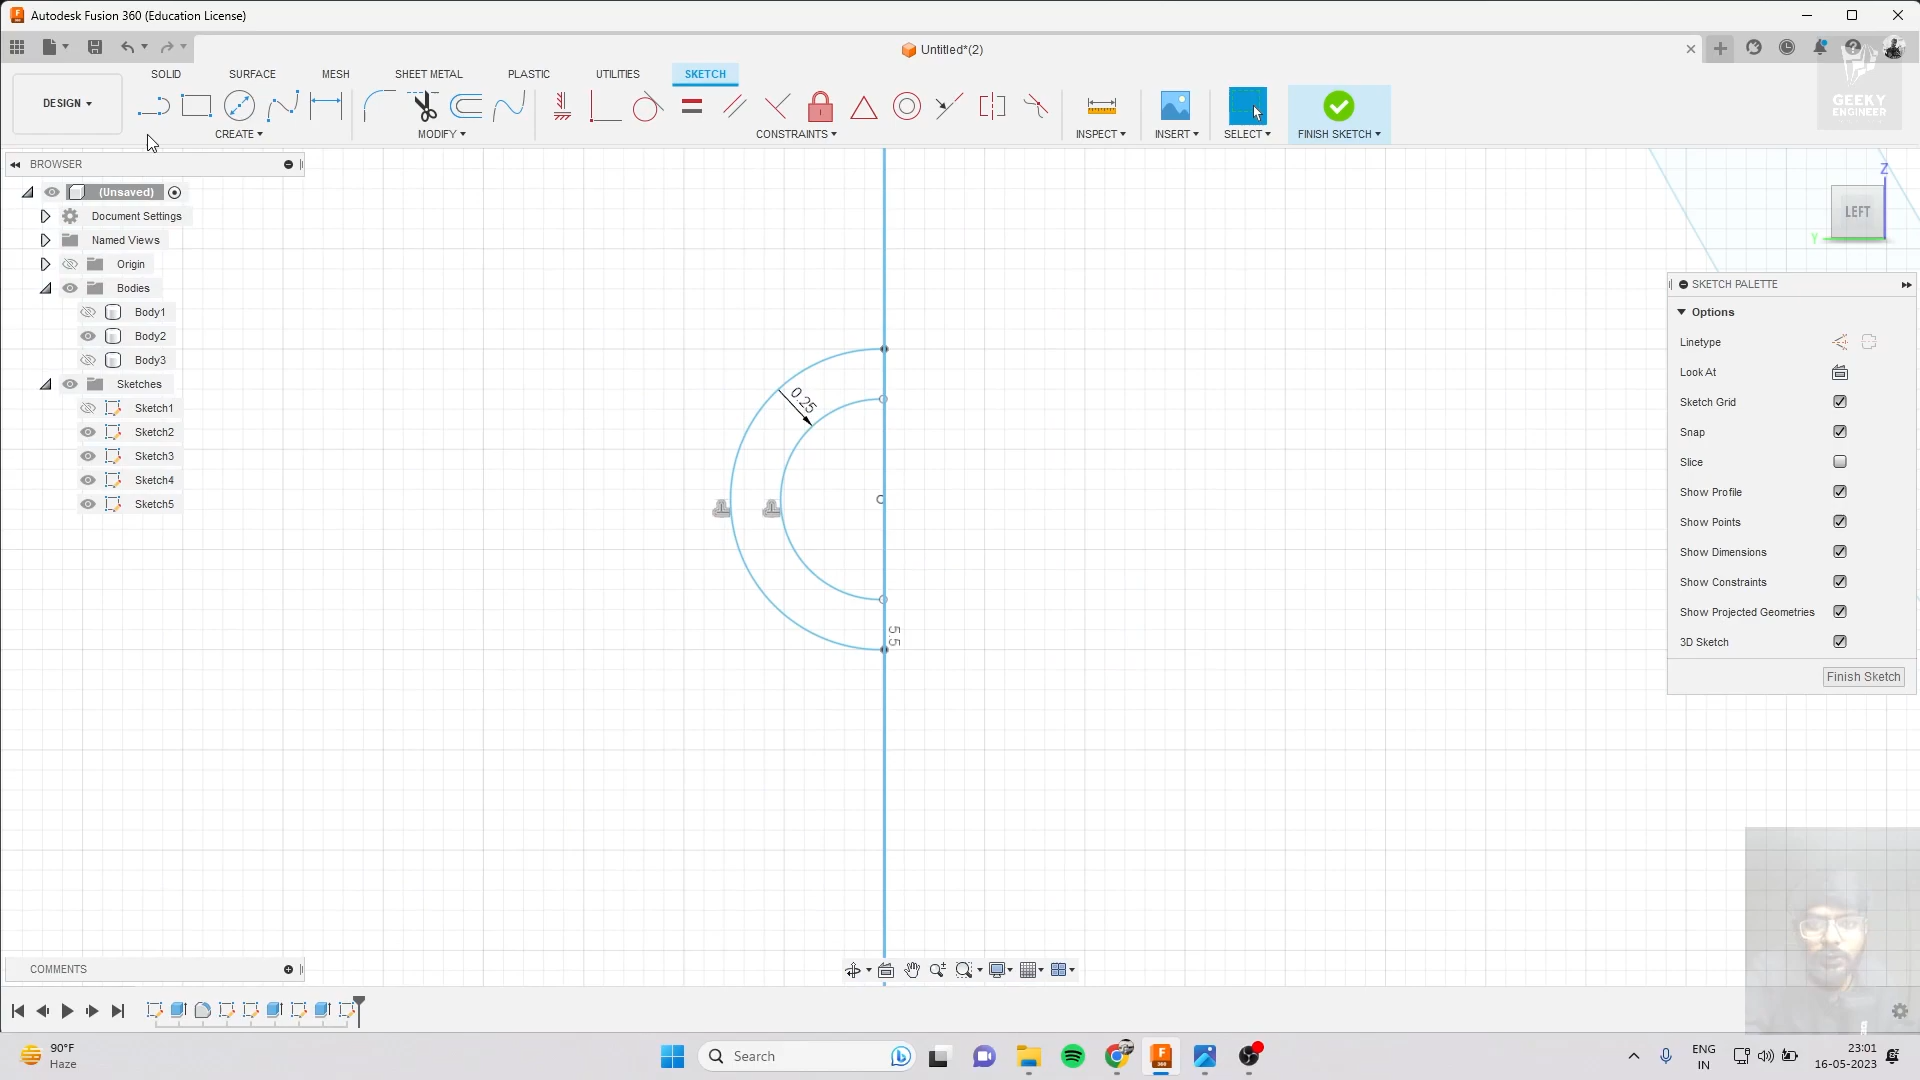 Autodesk Fusion 360 (Education License)
Untitled*(2)
SOLID SURFACE MESH SHEET METAL PLASTIC UTILITIES SKETCH
DESIGN
CREATE MODIFY CONSTRAINTS INSPECT INSERT SELECT FINISH SKETCH
GEEKY
ENGINEER
BROWSER
(Unsaved)
Document Settings
Named Views
Origin
Bodies
Body1
Body2
Body3
Sketches
Sketch1
Sketch2
Sketch3
Sketch4
Sketch5
0.25
5.5
Z
LEFT
Y
SKETCH PALETTE
Options
Linetype
Look At
Sketch Grid
Snap
Slice
Show Profile
Show Points
Show Dimensions
Show Constraints
Show Projected Geometries
3D Sketch
Finish Sketch
COMMENTS
90°F
Haze
Search
ENG
IN
23:01
16-05-2023